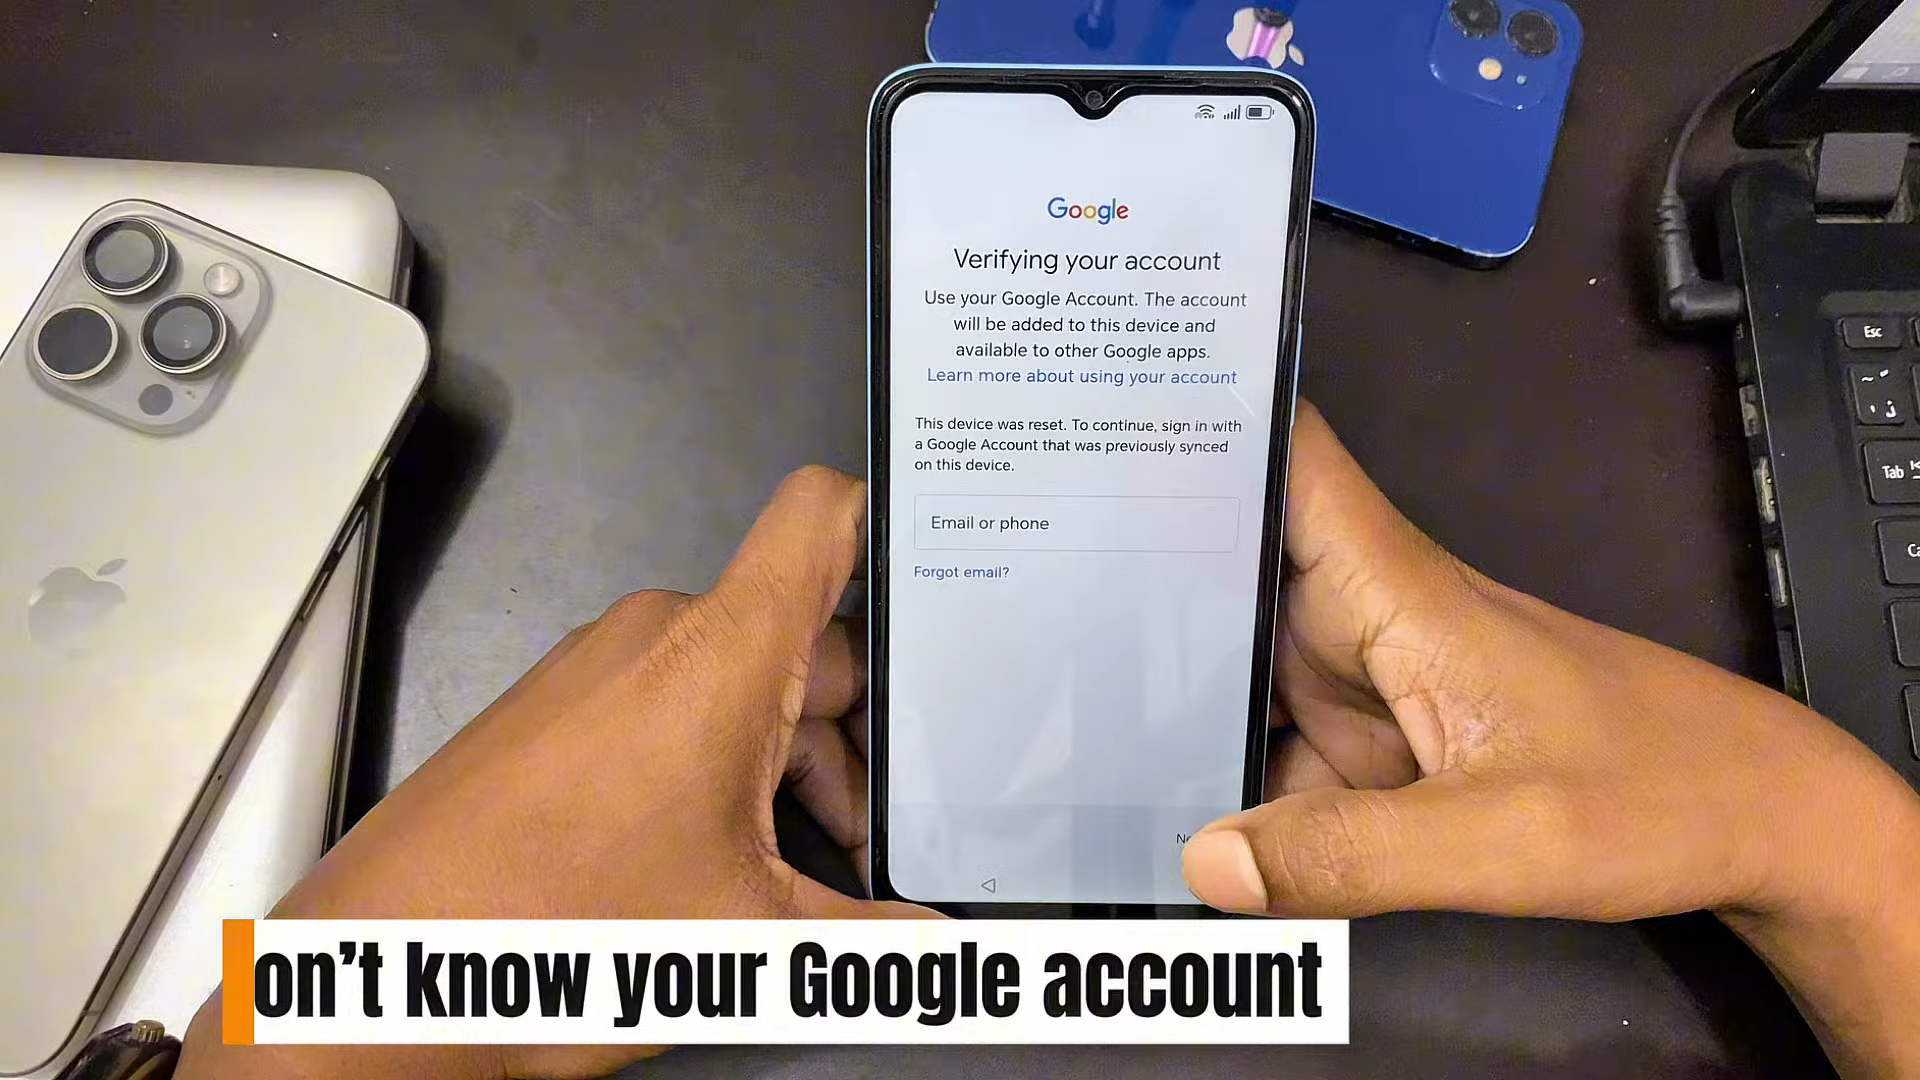 Google
Verifying your account
Use your Google Account. The account
will be added to this device and
available to other Google apps.
Learn more about using your account
This device was reset. To continue, sign in with
a Google Account that was previously synced
on this device.
Email or phone
Forgot email?
on’t know your Google account
Esc
Tab